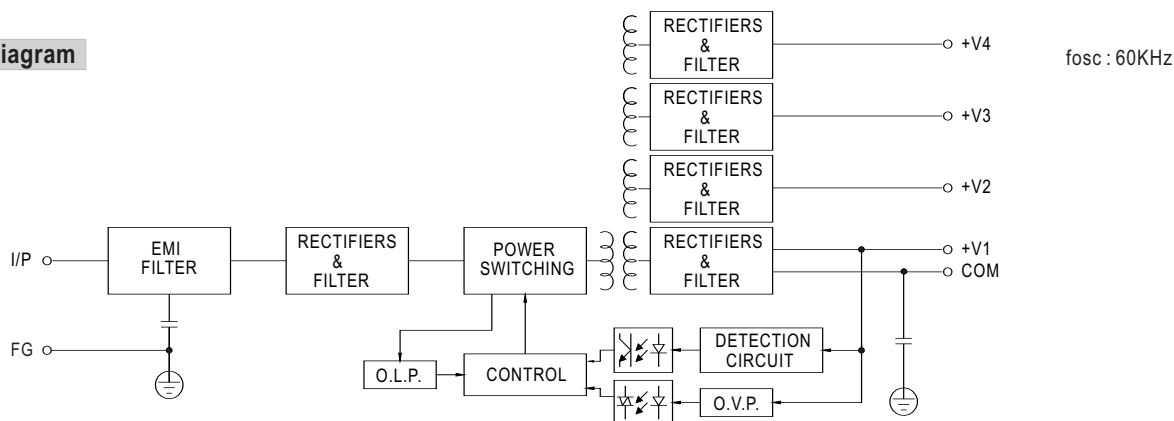 RECTIFIERS
&
FILTER
+V4
fosc : 60KHz
iagram
RECTIFIERS
&
FILTER
+V3
RECTIFIERS
&
FILTER
+V2
I/P
EMI
FILTER
RECTIFIERS
&
FILTER
POWER
SWITCHING
RECTIFIERS
&
FILTER
+V1
COM
FG
O.L.P.
CONTROL
DETECTION
CIRCUIT
O.V.P.